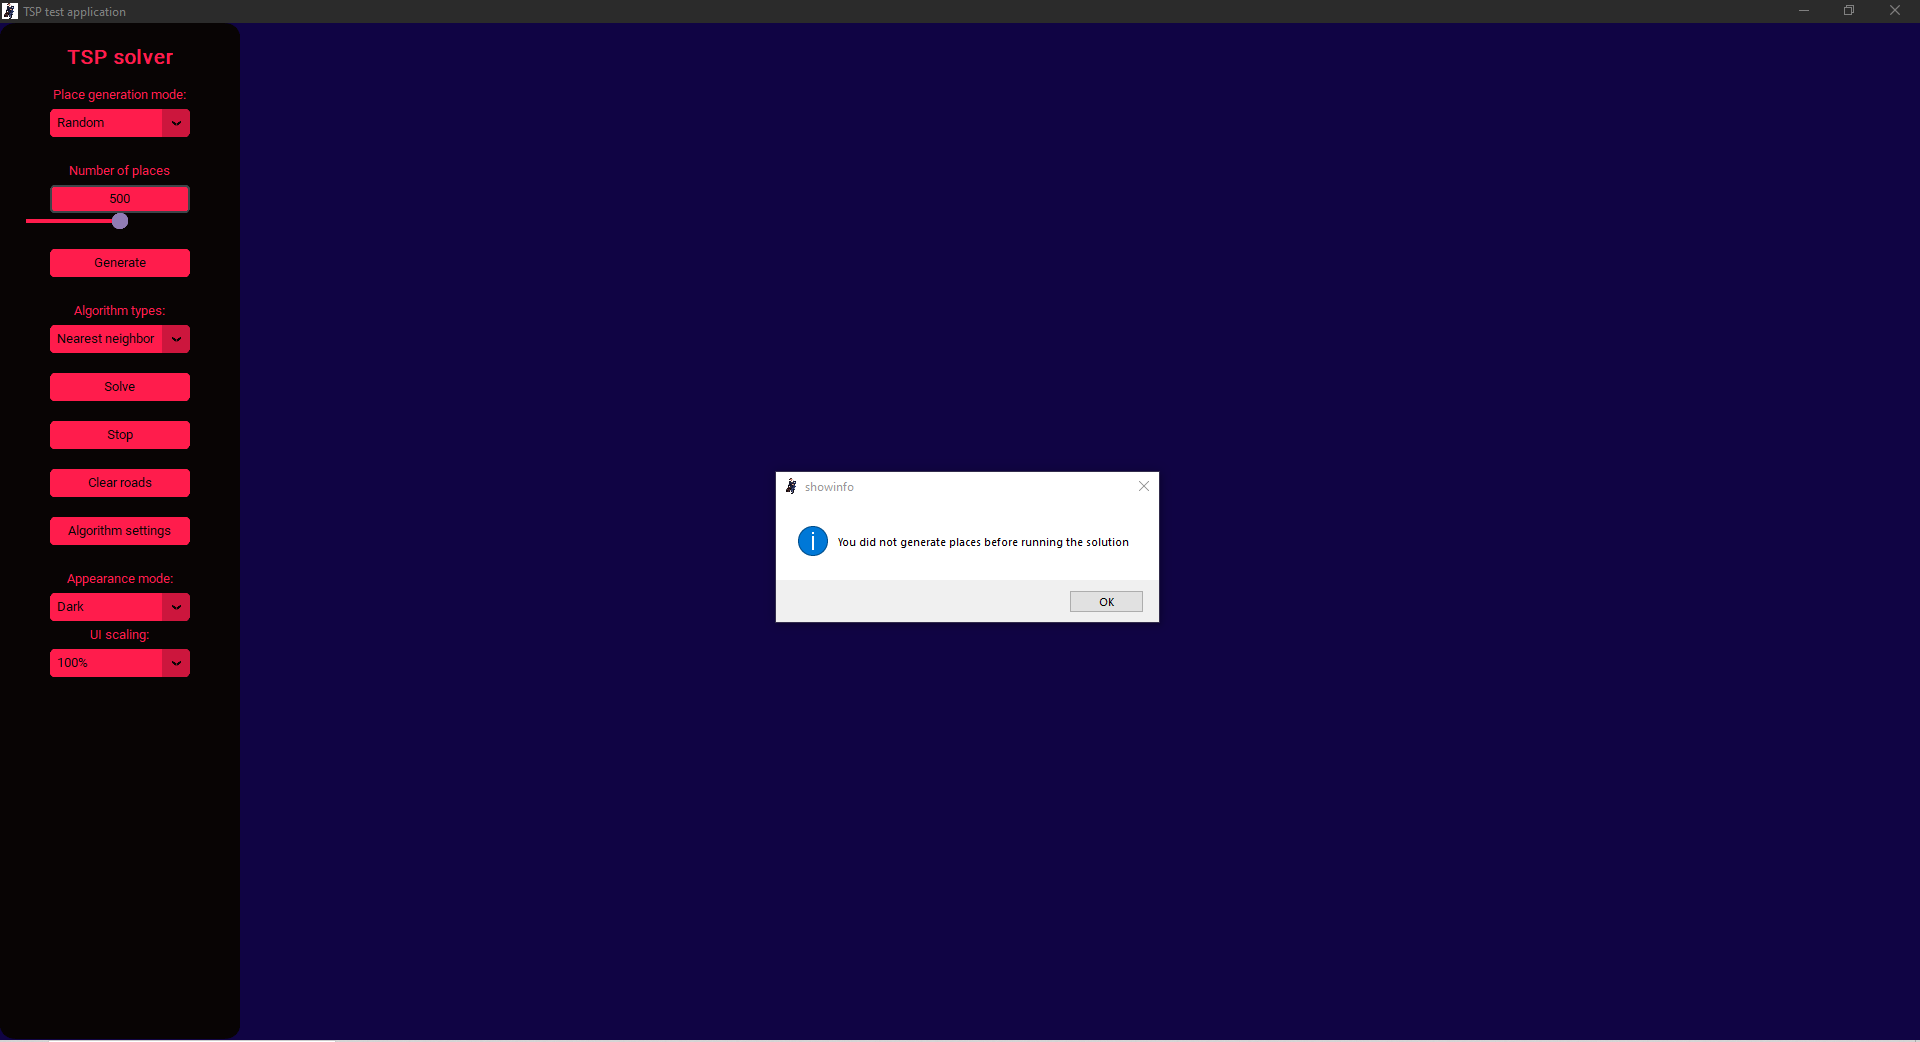 TSP test application
TSP solver
Place generation mode:
Random
Number of places
500
Generate
Algorithm types:
Nearest neighbor
Solve
Stop
Clear roads
Algorithm settings
Appearance mode:
Dark
UI scaling:
100%
showinfo
You did not generate places before running the solution
OK